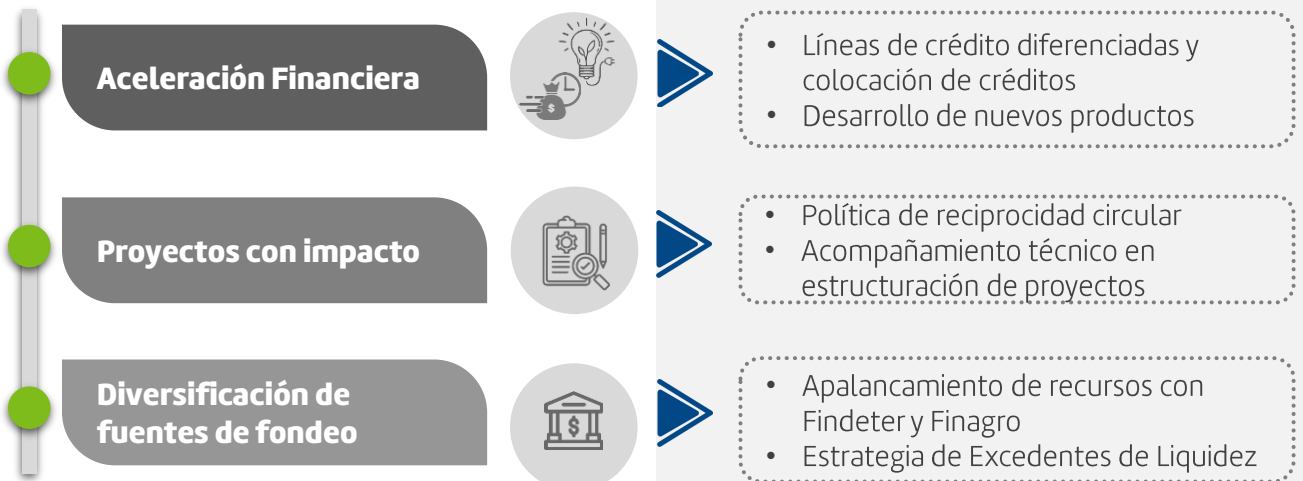 Aceleración Financiera
• Líneas de crédito diferenciadas y
colocación de créditos
• Desarrollo de nuevos productos
Proyectos con impacto
• Política de reciprocidad circular
• Acompañamiento técnico en
estructuración de proyectos
Diversificación de
fuentes de fondeo
• Apalancamiento de recursos con
Findeter y Finagro
• Estrategia de Excedentes de Liquidez